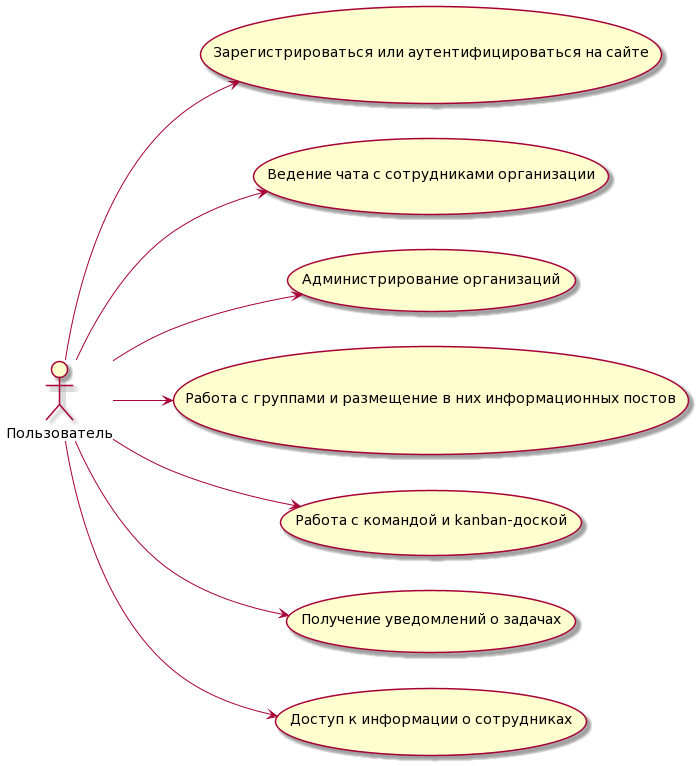 Зарегистрироваться или аутентифицироваться на сайте
Ведение чата с сотрудниками организации
Администрирование организаций
Работа с группами и размещение в них информационных постов
Пользователь
Работа с командой и kanban-доской
Получение уведомлений о задачах
Доступ к информации о сотрудниках